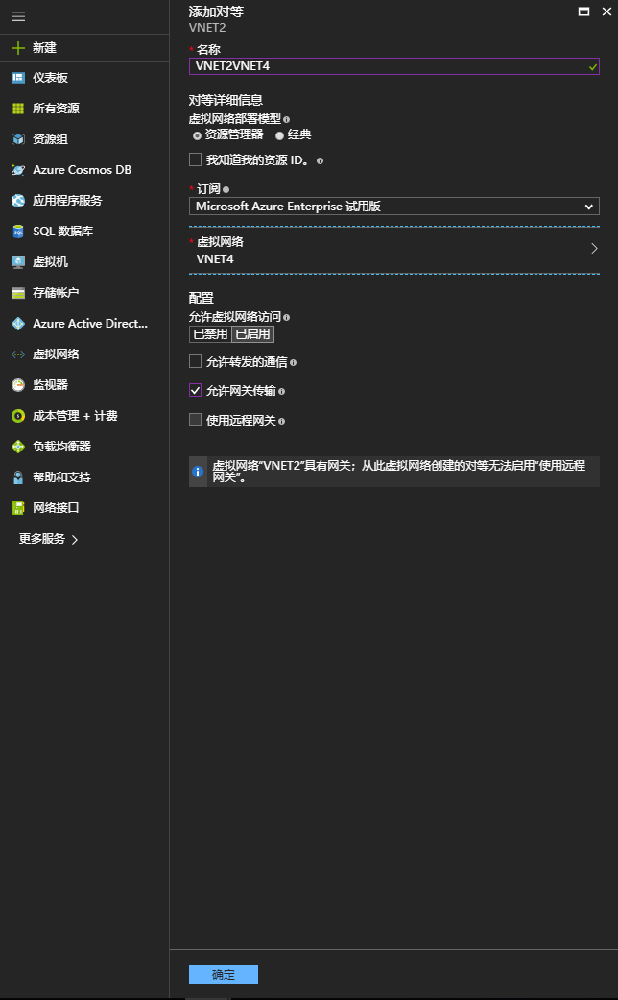 新建
仪表板
所有资源
资源组
Azure Cosmos DB
应用程序服务
SQL 数据库
虚拟机
存储帐户
Azure Active Direct...
虚拟网络
监视器
成本管理 + 计费
负载均衡器
帮助和支持
网络接口
更多服务
添加对等
VNET2
* 名称
VNET2VNET4
对等详细信息
虚拟网络部署模型
资源管理器 经典
我知道我的资源 ID。
* 订阅
Microsoft Azure Enterprise 试用版
* 虚拟网络
VNET4
配置
允许虚拟网络访问
已禁用 已启用
允许转发的通信
允许网关传输
使用远程网关
虚拟网络"VNET2"具有网关；从此虚拟网络创建的对等无法启用"使用远程
网关"。
确定